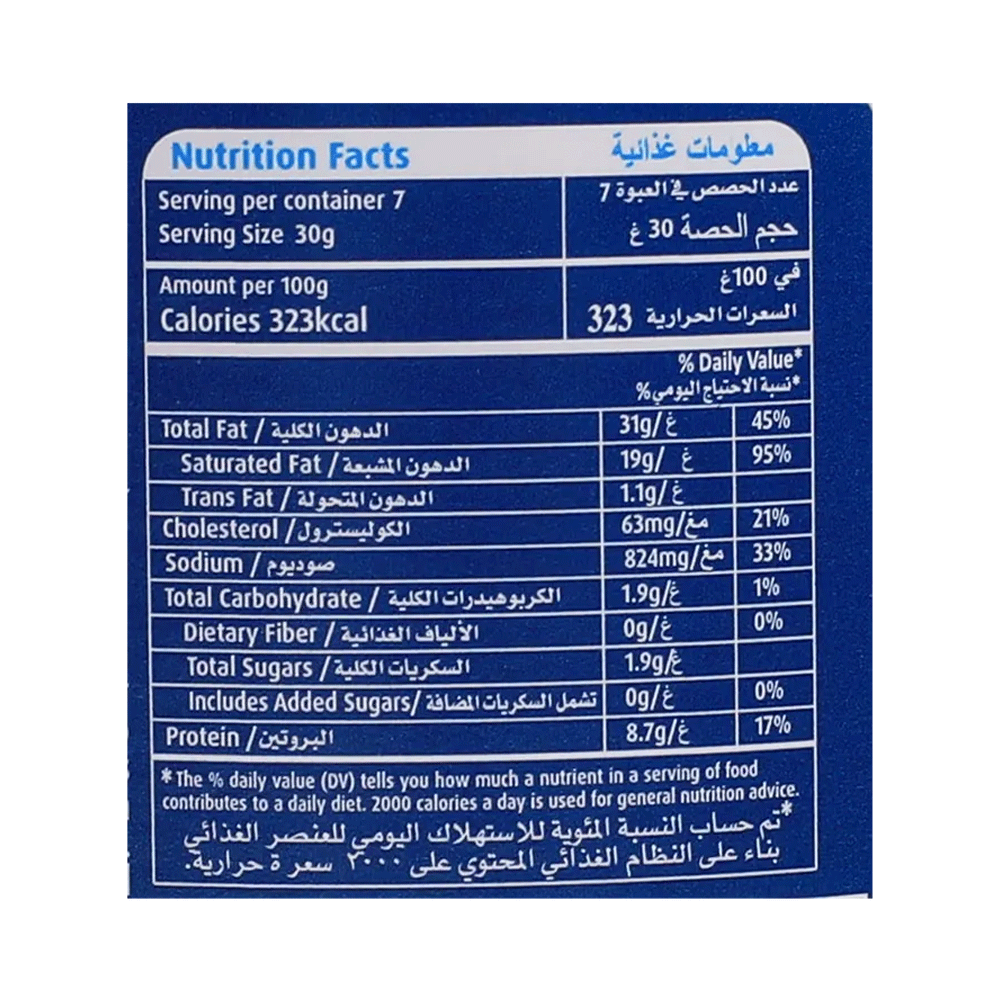 Nutrition Facts معلومات غذائية
Serving per container 7 عدد الحصص في العبوة 7
Serving Size 30g حجم الحصة 30 غ
Amount per 100g في 100غ
Calories 323kcal السعرات الحرارية 323
% Daily Value*
*نسبة الاحتياج اليومي%
Total Fat / الدهون الكلية 31g/غ 45%
Saturated Fat / الدهون المشبعة 19g/ غ 95%
Trans Fat / الدهون المتحولة 1.1g/غ
Cholesterol /الكوليسترول 63mg/مغ 21%
Sodium / صوديوم 824mg/مغ 33%
Total Carbohydrate / الكربوهيدرات الكلية 1.9g/غ 1%
Dietary Fiber / الألياف الغذائية 0g/غ 0%
Total Sugars / السكريات الكلية 1.9g/غ
Includes Added Sugars/ تشمل السكريات المضافة 0g/غ 0%
Protein /البروتين 8.7g/غ 17%
*The % daily value (DV) tells you how much a nutrient in a serving of food
contributes to a daily diet. 2000 calories a day is used for general nutrition advice.
*تم حساب النسبة المئوية للاستهلاك اليومي للعنصر الغذائي
بناء على النظام الغذائي المحتوي على ٢٠٠٠ سعر ة حرارية.